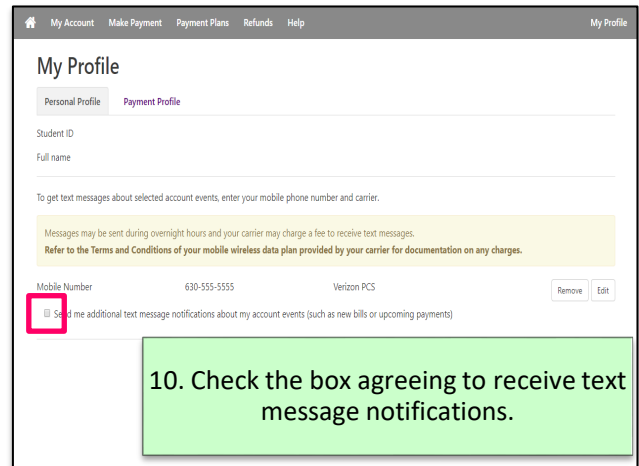 My Account Make Payment Payment Plans Refunds Help My Profile
My Profile
Personal Profile Payment Profile
Student ID
Full name
To get text messages about selected account events, enter your mobile phone number and carrier.
Messages may be sent during overnight hours and your carrier may charge a fee to receive text messages.
Refer to the Terms and Conditions of your mobile wireless data plan provided by your carrier for documentation on any charges.
Mobile Number 630-555-5555 Verizon PCS Remove Edit
Send me additional text message notifications about my account events (such as new bills or upcoming payments)
10. Check the box agreeing to receive text
message notifications.